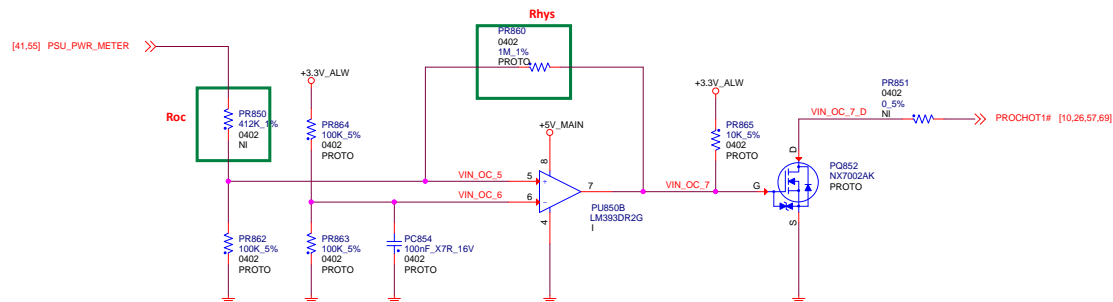 Rhys
PR860
0402
1M_1%
PROTO
[41,55] PSU_PWR_METER
+3.3V_ALW
Roc
PR850
412K_1%
0402
NI
PR864
100K_5%
0402
PROTO
+5V_MAIN
+3.3V_ALW
PR865
10K_5%
0402
PROTO
PR851
0402
0_5%
NI
VIN_OC_7_D
PROCHOT1# [10,26,57,69]
VIN_OC_5
5
+
8
VIN_OC_6
6
-
7
VIN_OC_7
4
PU850B
LM393DR2G
I
G
D
S
PQ852
NX7002AK
PROTO
PR862
100K_5%
0402
PROTO
PR863
100K_5%
0402
PROTO
PC854
100nF_X7R_16V
0402
PROTO